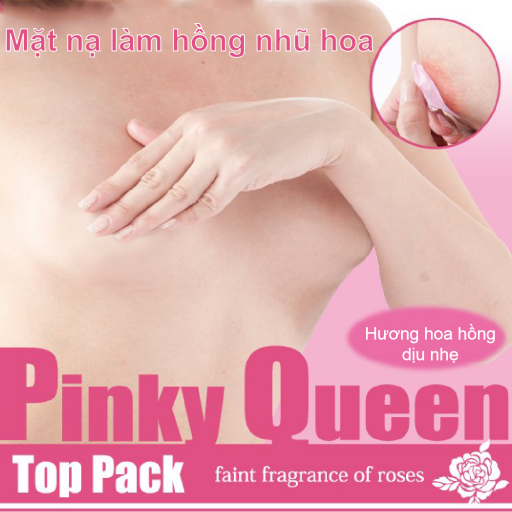 Mặt nạ làm hồng nhũ hoa
Hương hoa hồng
dịu nhẹ
Pinky Queen
Top Pack
faint fragrance of roses